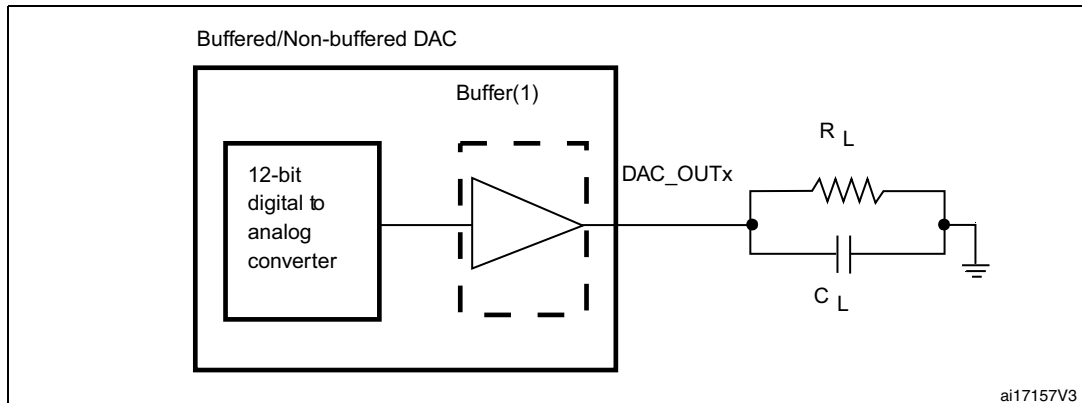 Buffered/Non-buffered DAC
Buffer(1)
12-bit
digital to
analog
converter
DAC_OUTx
R L
C L
ai17157V3